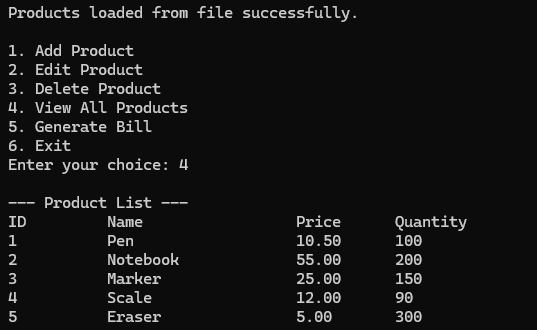 Products loaded from file successfully.
1. Add Product
2. Edit Product
3. Delete Product
4. View All Products
5. Generate Bill
6. Exit
Enter your choice: 4
--- Product List ---
ID Name Price Quantity
1 Pen 10.50 100
2 Notebook 55.00 200
3 Marker 25.00 150
4 Scale 12.00 90
5 Eraser 5.00 300